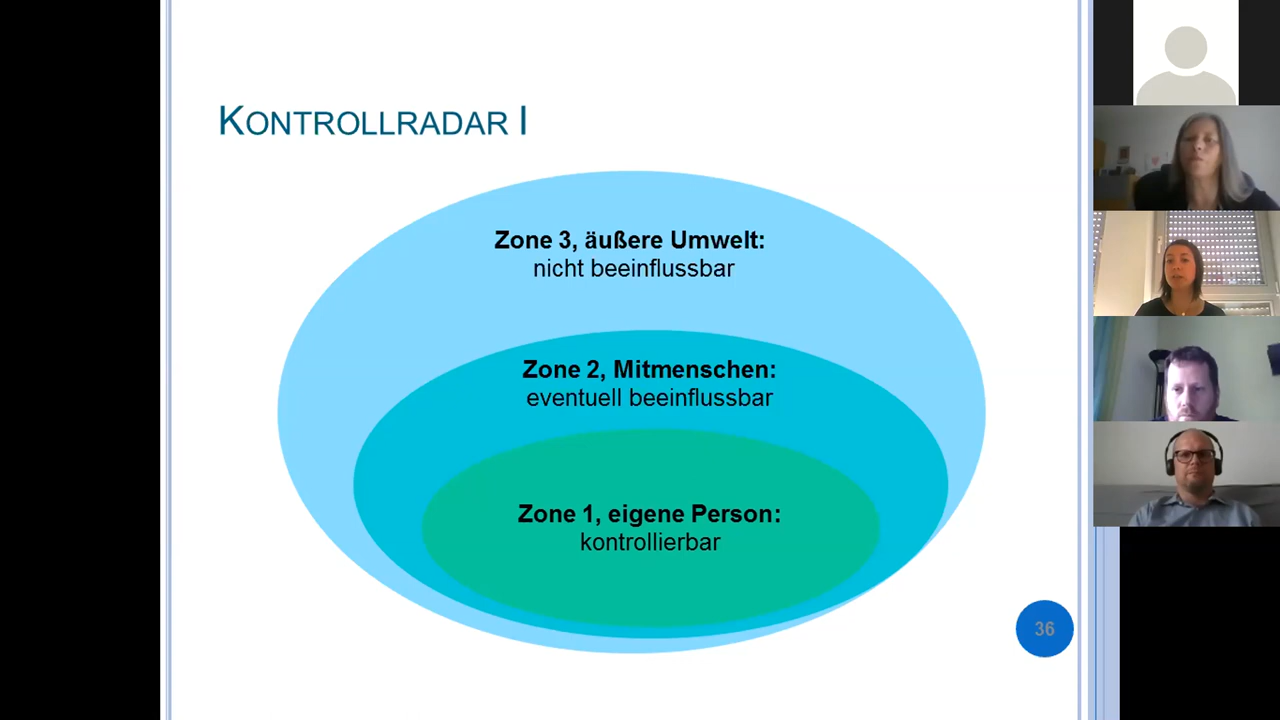 KONTROLLRADAR I
Zone 3, äußere Umwelt:
nicht beeinflussbar
Zone 2, Mitmenschen:
eventuell beeinflussbar
Zone 1, eigene Person:
kontrollierbar
36